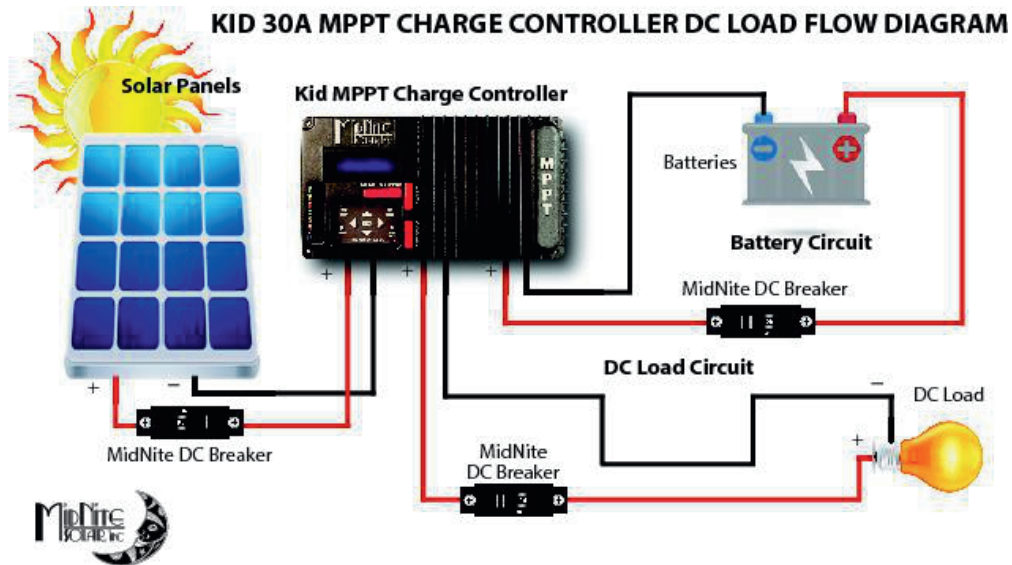 KID 30A MPPT CHARGE CONTROLLER DC LOAD FLOW DIAGRAM
Solar Panels
Kid MPPT Charge Controller
MidNite
MPPT
Batteries
Battery Circuit
MidNite DC Breaker
+
+
+
DC Load Circuit
+
−
−
DC Load
+
MidNite DC Breaker
MidNite
DC Breaker
MidNite
SOLAR INC